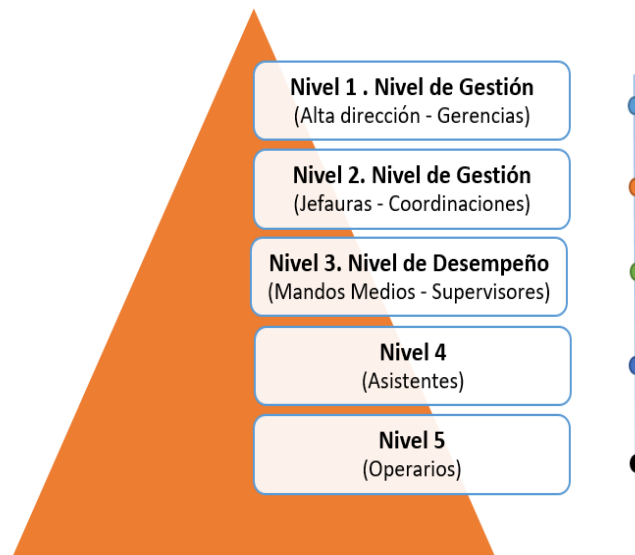 Nivel 1 . Nivel de Gestión
(Alta dirección - Gerencias)
Nivel 2. Nivel de Gestión
(Jefauras - Coordinaciones)
Nivel 3. Nivel de Desempeño
(Mandos Medios - Supervisores)
Nivel 4
(Asistentes)
Nivel 5
(Operarios)